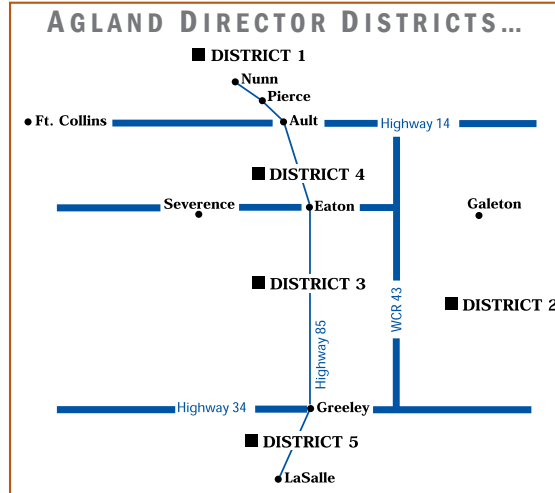 AGLAND DIRECTOR DISTRICTS...
DISTRICT 1
Nunn
Pierce
Ft. Collins
Ault
Highway 14
DISTRICT 4
Severence
Eaton
Galeton
DISTRICT 3
WCR 43
DISTRICT 2
Highway 85
Highway 34
Greeley
DISTRICT 5
LaSalle